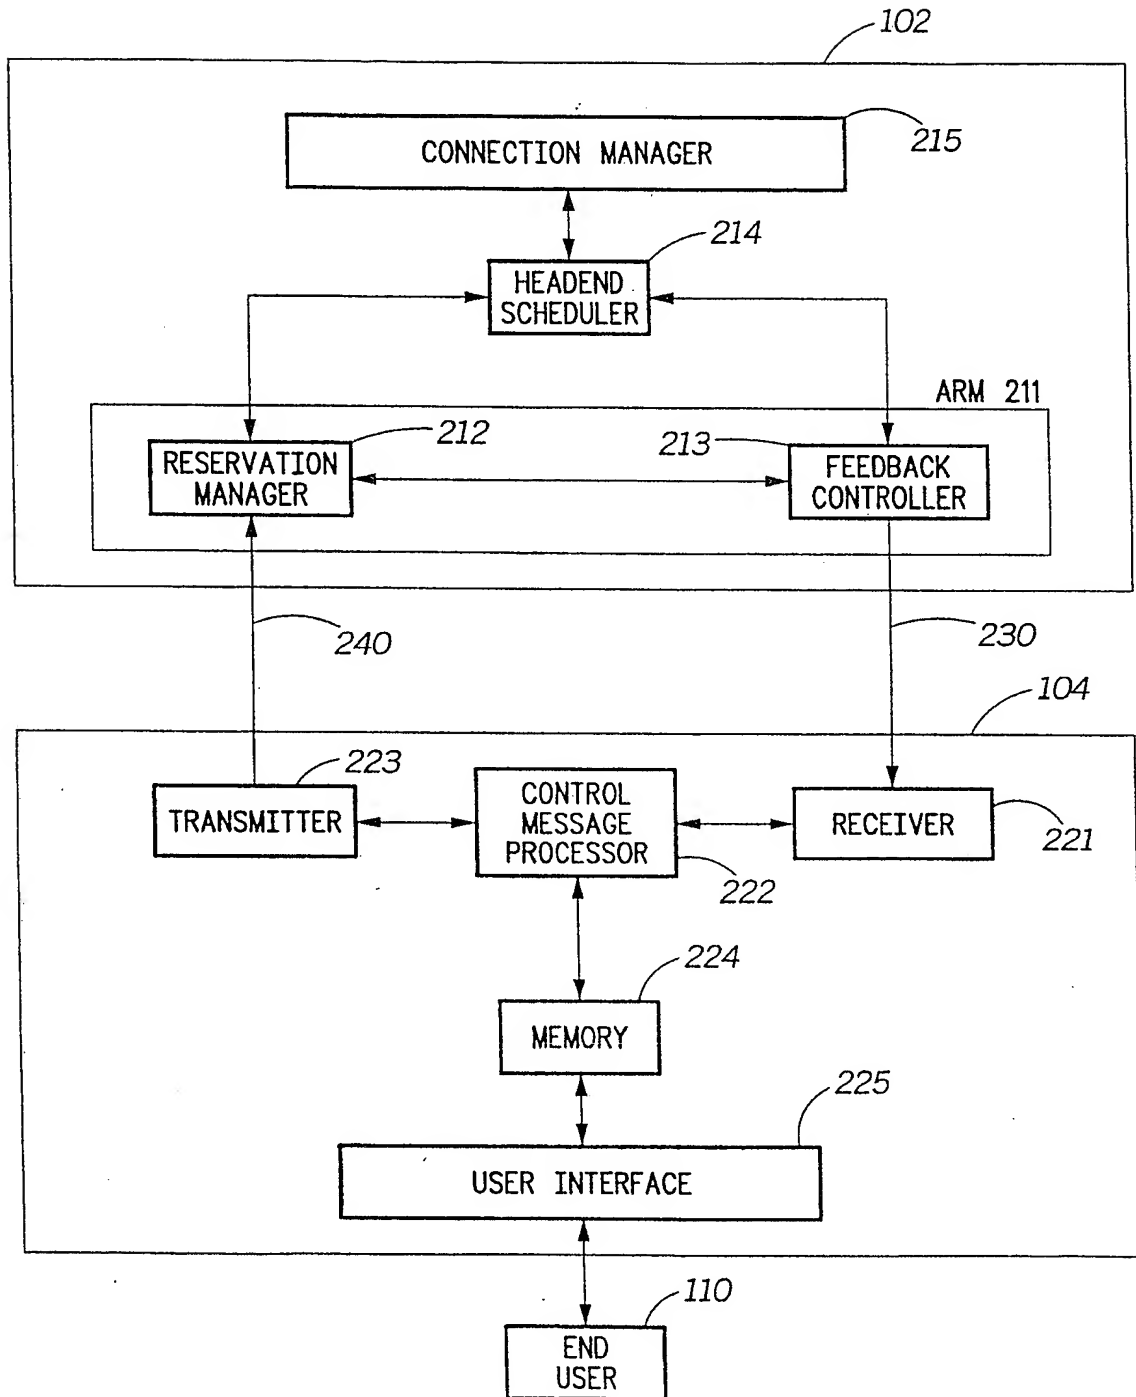 102
CONNECTION MANAGER
215
214
HEADEND
SCHEDULER
ARM 211
212
213
RESERVATION
MANAGER
FEEDBACK
CONTROLLER
240
230
104
223
TRANSMITTER
CONTROL
MESSAGE
PROCESSOR
RECEIVER
221
222
224
MEMORY
225
USER INTERFACE
110
END
USER